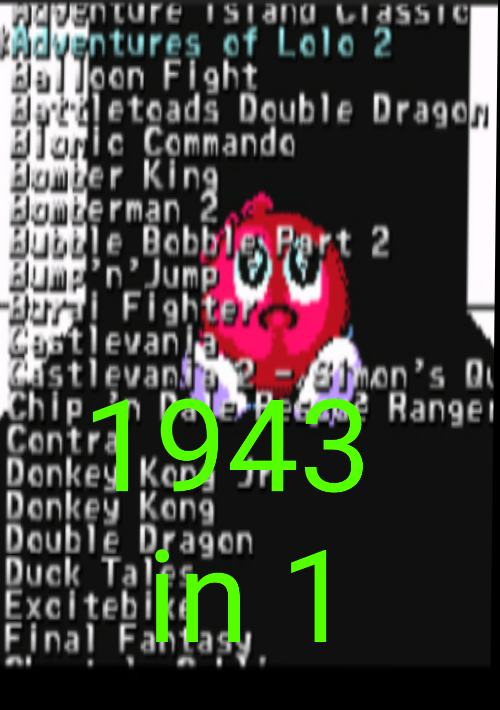 Adventure Island Classic
Adventures of Lolo 2
Balloon Fight
Battletoads Double Dragon
Bionic Commando
Bomber King
Bomberman 2
Bubble Bobble Part 2
Bump'n'Jump
Burai Fighter
Castlevania
Castlevania 2 - Simon's Qu
Chip 'n Dale Rescue Ranger
Contra
Donkey Kong Jr
Donkey Kong
Double Dragon
Duck Tales
Excitebike
Final Fantasy
1943
in 1